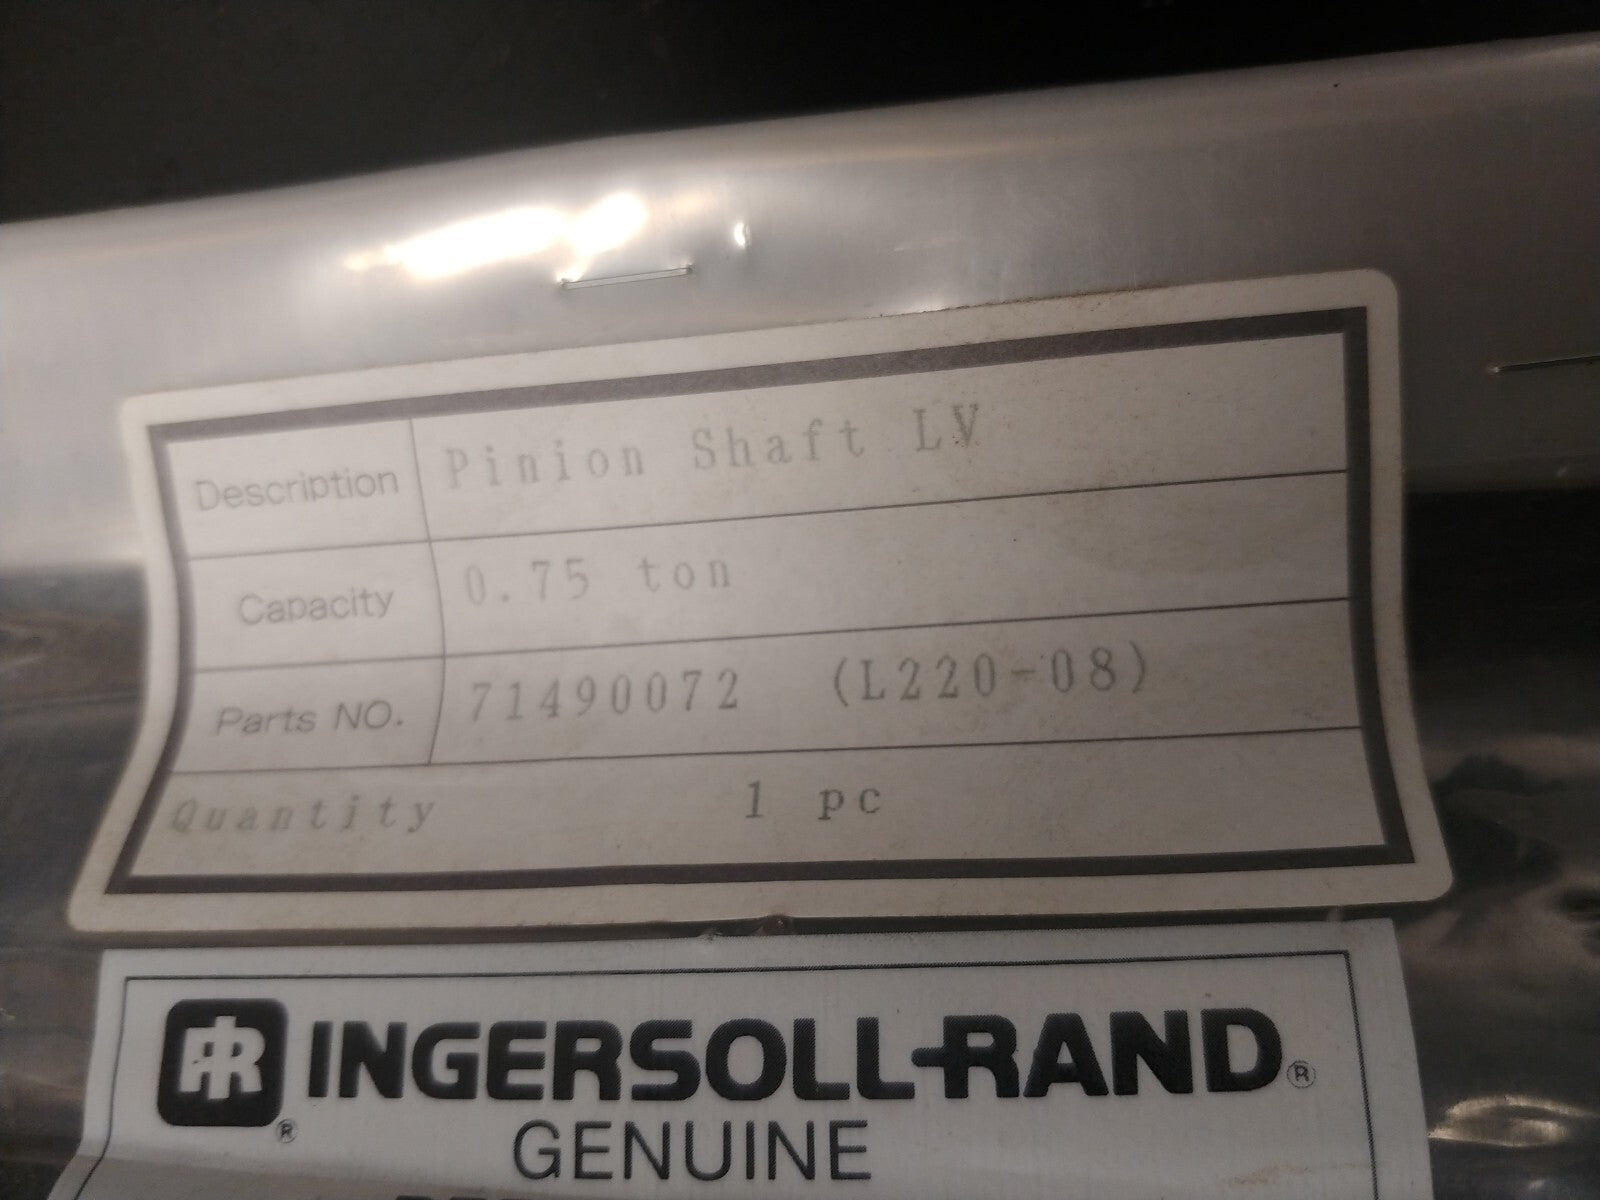 Description Pinion Shaft LV
Capacity 0.75 ton
Parts NO. 71490072 (L220-08)
Quantity 1 pc
IR® INGERSOLL-RAND®
GENUINE